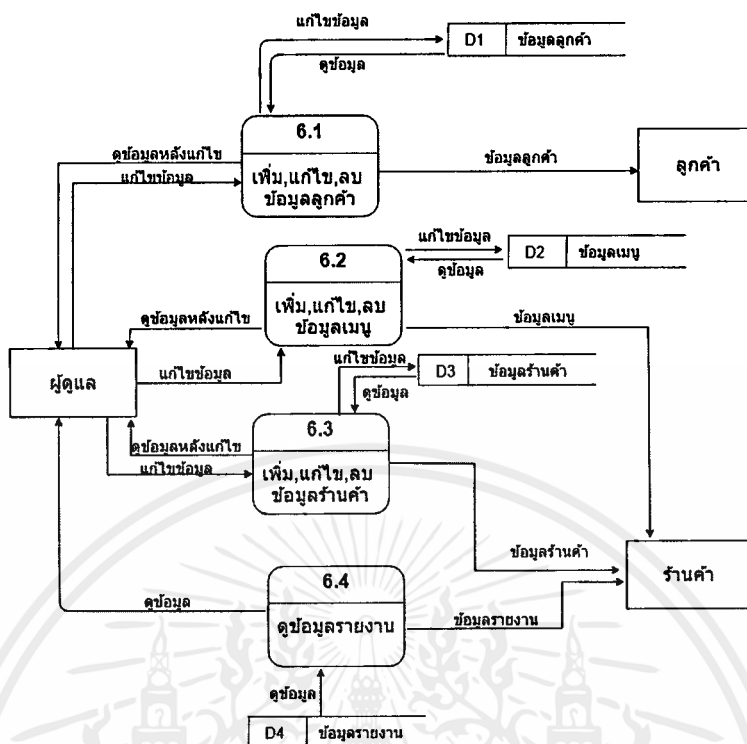 แก้ไขข้อมูล
D1 ข้อมูลลูกค้า
ดูข้อมูล
6.1
ดูข้อมูลหลังแก้ไข
แก้ไขข้อมูล
เพิ่ม,แก้ไข,ลบ
ข้อมูลลูกค้า
ข้อมูลลูกค้า
ลูกค้า
6.2
แก้ไขข้อมูล
ดูข้อมูล
D2 ข้อมูลเมนู
เพิ่ม,แก้ไข,ลบ
ข้อมูลเมนู
ดูข้อมูลหลังแก้ไข
ข้อมูลเมนู
ผู้ดูแล
แก้ไขข้อมูล
แก้ไขข้อมูล
D3 ข้อมูลร้านค้า
ดูข้อมูล
6.3
ดูข้อมูลหลังแก้ไข
แก้ไขข้อมูล
เพิ่ม,แก้ไข,ลบ
ข้อมูลร้านค้า
ข้อมูลร้านค้า
ร้านค้า
6.4
ดูข้อมูล
ดูข้อมูลรายงาน
ข้อมูลรายงาน
ดูข้อมูล
D4 ข้อมูลรายงาน